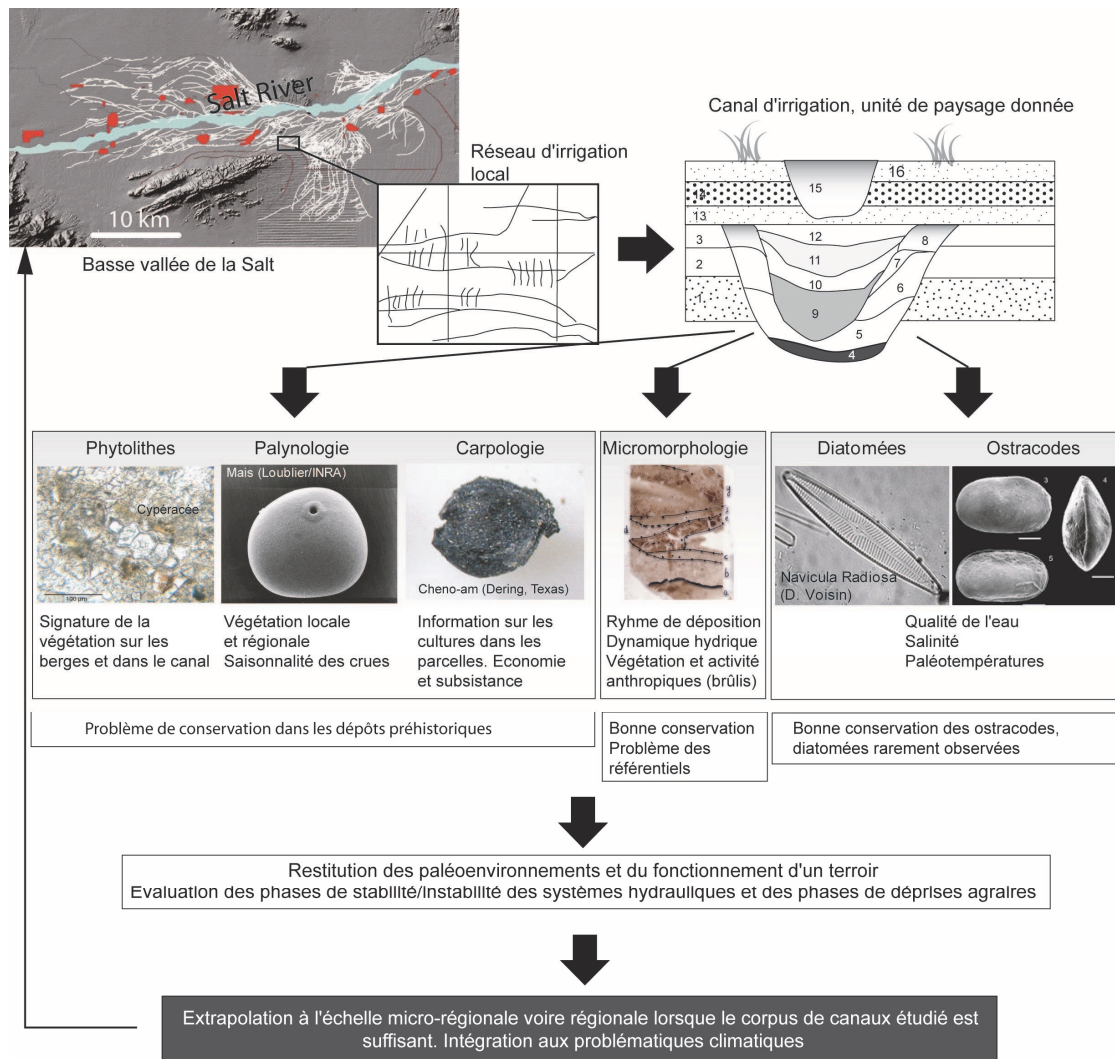 Salt River
10 km
Basse vallée de la Salt
Réseau d'irrigation
local
Canal d'irrigation, unité de paysage donnée
16
15
14
13
3
12
8
2
11
7
10
6
1
9
5
4
Phytolithes
Cypéracée
100 µm
Signature de la
végétation sur les
berges et dans le canal
Palynologie
Mais (Loublier/INRA)
Végétation locale
et régionale
Saisonnalité des crues
Carpologie
Cheno-am (Dering, Texas)
Information sur les
cultures dans les
parcelles. Economie
et subsistance
Micromorphologie
Ryhme de déposition
Dynamique hydrique
Végétation et activité
anthropiques (brûlis)
Diatomées
Navicula Radiosa
(D. Voisin)
Ostracodes
3
4
5
Qualité de l'eau
Salinité
Paléotempératures
Problème de conservation dans les dépôts préhistoriques
Bonne conservation
Problème des
référentiels
Bonne conservation des ostracodes,
diatomées rarement observées
Restitution des paléoenvironnements et du fonctionnement d'un terroir
Evaluation des phases de stabilité/instabilité des systèmes hydrauliques et des phases de déprises agraires
Extrapolation à l'échelle micro-régionale voire régionale lorsque le corpus de canaux étudié est
suffisant. Intégration aux problématiques climatiques